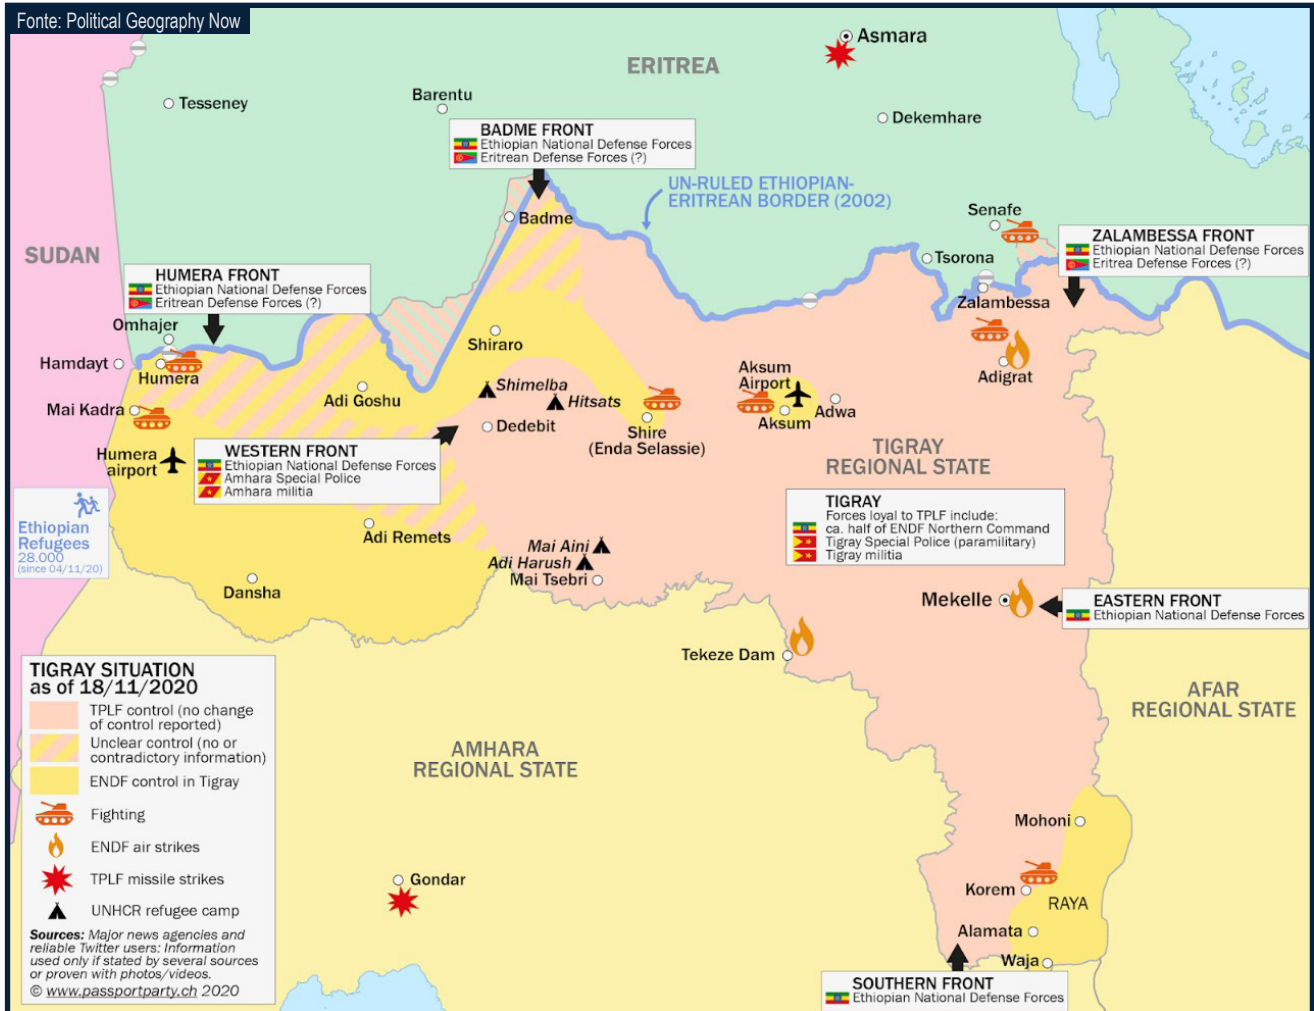 Fonte: Political Geography Now
Asmara
ERITREA
Tesseney
Barentu
Dekemhare
BADME FRONT
Ethiopian National Defense Forces
Eritrean Defense Forces (?)
UN-RULED ETHIOPIAN-
ERITREAN BORDER (2002)
Badme
Senafe
ZALAMBESSA FRONT
Ethiopian National Defense Forces
Eritrea Defense Forces (?)
SUDAN
Tsorona
HUMERA FRONT
Ethiopian National Defense Forces
Eritrean Defense Forces (?)
Zalambessa
Omhajer
Shiraro
Hamdayt
Humera
Adigrat
Aksum
Airport
Shimelba
Hitsats
Adi Goshu
Mai Kadra
Aksum
Adwa
Dedebit
Shire
(Enda Selassie)
Humera
airport
WESTERN FRONT
Ethiopian National Defense Forces
Amhara Special Police
Amhara militia
TIGRAY
REGIONAL STATE
TIGRAY
Forces loyal to TPLF include:
ca. half of ENDF Northern Command
Tigray Special Police (paramilitary)
Tigray militia
Ethiopian
Refugees
28.000
(since 04/11/20)
Adi Remets
Mai Aini
Adi Harush
Mai Tsebri
Dansha
Mekelle
EASTERN FRONT
Ethiopian National Defense Forces
Tekeze Dam
AFAR
REGIONAL STATE
AMHARA
REGIONAL STATE
TIGRAY SITUATION
as of 18/11/2020
TPLF control (no change
of control reported)
Unclear control (no or
contradictory information)
ENDF control in Tigray
Fighting
ENDF air strikes
TPLF missile strikes
UNHCR refugee camp
Sources: Major news agencies and
reliable Twitter users: Information
used only if stated by several sources
or proven with photos/videos.
© www.passportparty.ch 2020
Gondar
Mohoni
Korem
RAYA
Alamata
Waja
SOUTHERN FRONT
Ethiopian National Defense Forces